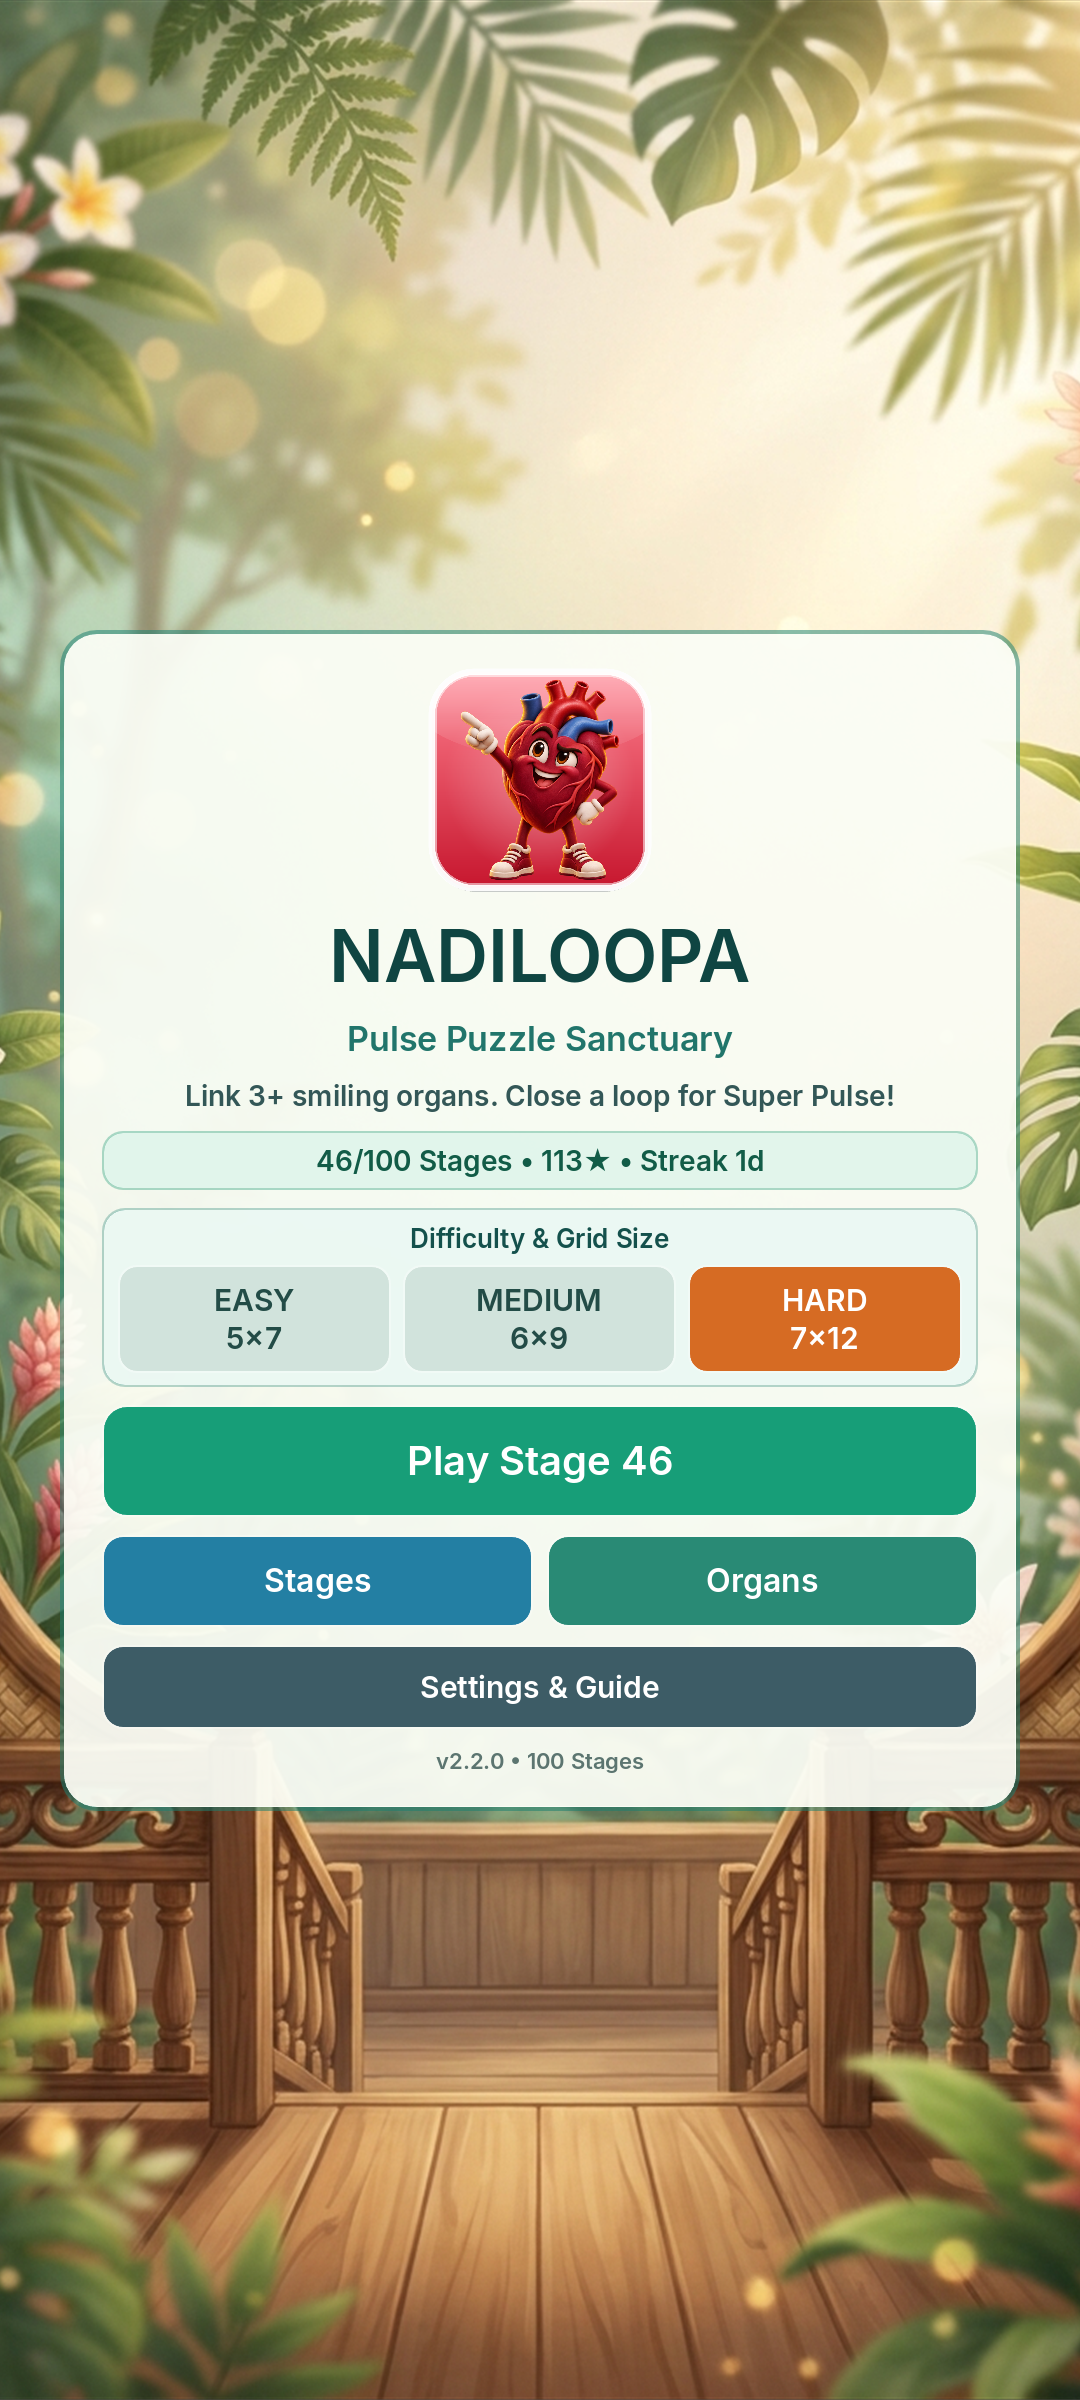 NADILOOPA
Pulse Puzzle Sanctuary
Link 3+ smiling organs. Close a loop for Super Pulse!
46/100 Stages • 113★ • Streak 1d
Difficulty & Grid Size
EASY
5×7
MEDIUM
6×9
HARD
7×12
Play Stage 46
Stages
Organs
Settings & Guide
v2.2.0 • 100 Stages